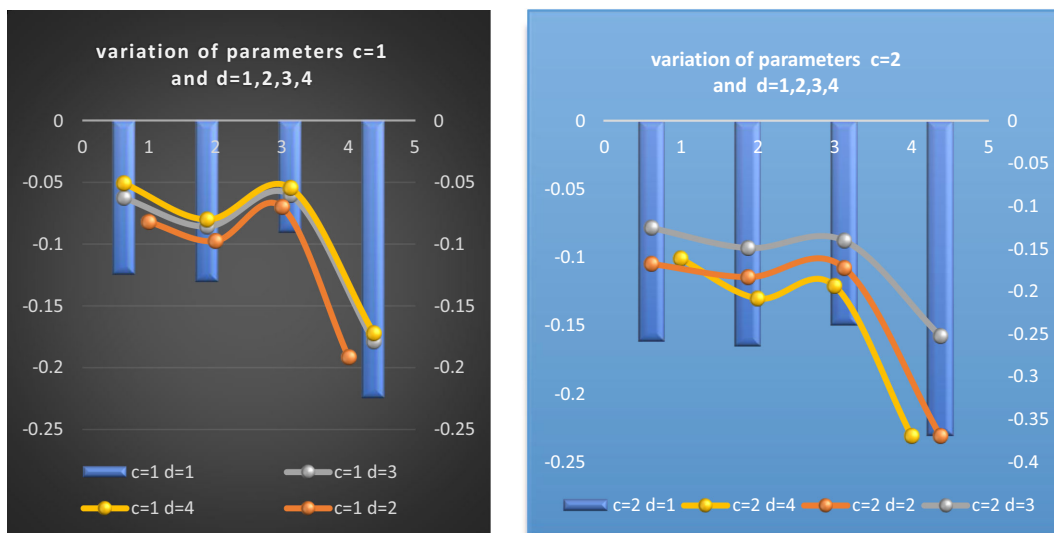 variation of parameters c=1
and d=1,2,3,4
0 0
0 1 2 3 4 5
-0.05 -0.05
-0.1 -0.1
-0.15 -0.15
-0.2 -0.2
-0.25 -0.25
c=1 d=1 c=1 d=3
c=1 d=4 c=1 d=2
variation of parameters c=2
and d=1,2,3,4
0 0
0 1 2 3 4 5
-0.05 -0.05
-0.1 -0.1
-0.15 -0.15
-0.2 -0.2
-0.25 -0.25
-0.3
-0.35
-0.4
c=2 d=1 c=2 d=4 c=2 d=2 c=2 d=3